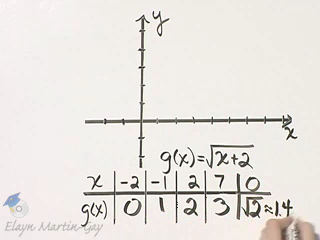 y
x
g(x)=√x+2
x -2 -1 2 7 0
g(x) 0 1 2 3 √2≈1.4
Elayn Martin-Gay